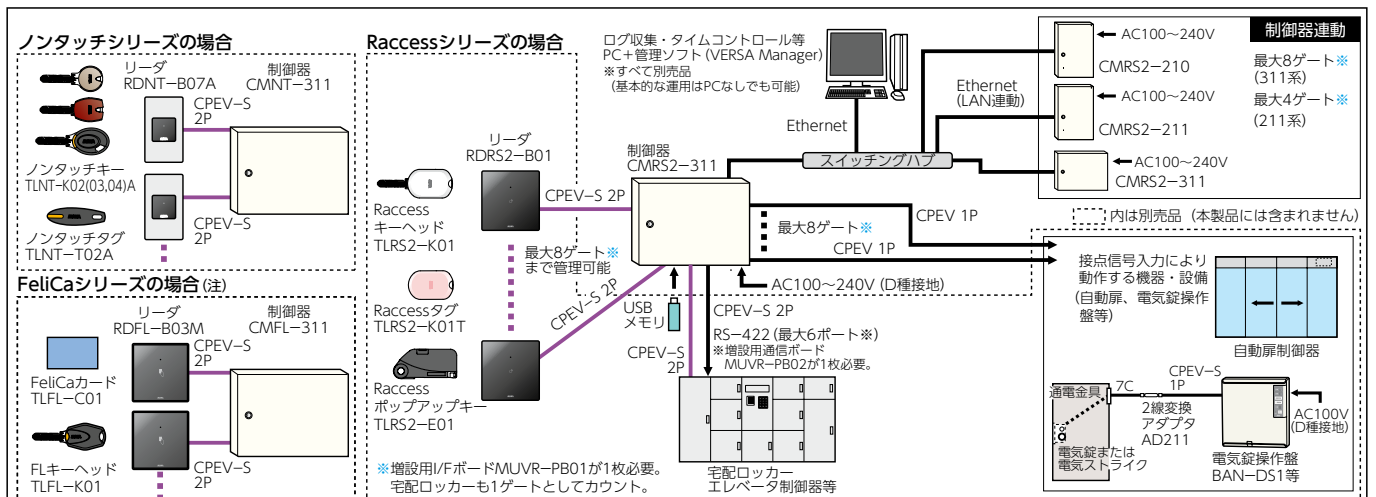 ノンタッチシリーズの場合
リーダ
RDNT−B07A
制御器
CMNT−311
CPEV−S
2P
CPEV−S
2P
ノンタッチキー
TLNT−K02(03,04)A
ノンタッチタグ
TLNT−T02A
FeliCaシリーズの場合(注)
リーダ
RDFL−B03M
制御器
CMFL−311
CPEV−S
2P
FeliCaカード
TLFL−C01
FLキーヘッド
TLFL−K01
CPEV−S
2P
Raccessシリーズの場合
リーダ
RDRS2−B01
Raccess
キーヘッド
TLRS2−K01
CPEV−S 2P
最大8ゲート※
まで管理可能
Raccessタグ
TLRS2−K01T
CPEV−S 2P
Raccess
ポップアップキー
TLRS2−E01
※増設用I/FボードMUVR−PB01が1枚必要。
宅配ロッカーも1ゲートとしてカウント。
ログ収集・タイムコントロール等
PC＋管理ソフト(VERSA Manager)
※すべて別売品
(基本的な運用はPCなしでも可能)
Ethernet
スイッチングハブ
制御器
CMRS2−311
CPEV 1P
最大8ゲート※
CPEV 1P
AC100〜240V (D種接地)
USB
メモリ
CPEV−S 2P
RS−422 (最大6ポート※)
※増設用通信ボード
MUVR−PB02が1枚必要。
CPEV−S
2P
宅配ロッカー
エレベータ制御器等
制御器連動
AC100〜240V
CMRS2−210
最大8ゲート※
(311系)
Ethernet
(LAN連動)
AC100〜240V
CMRS2−211
最大4ゲート※
(211系)
AC100〜240V
CMRS2−311
内は別売品 (本製品には含まれません)
接点信号入力により
動作する機器・設備
(自動扉、電気錠操作
盤等)
自動扉制御器
通電金具
7C
CPEV−S
1P
2線変換
アダプタ
AD211
AC100V
(D種接地)
電気錠または
電気ストライク
電気錠操作盤
BAN−DS1等